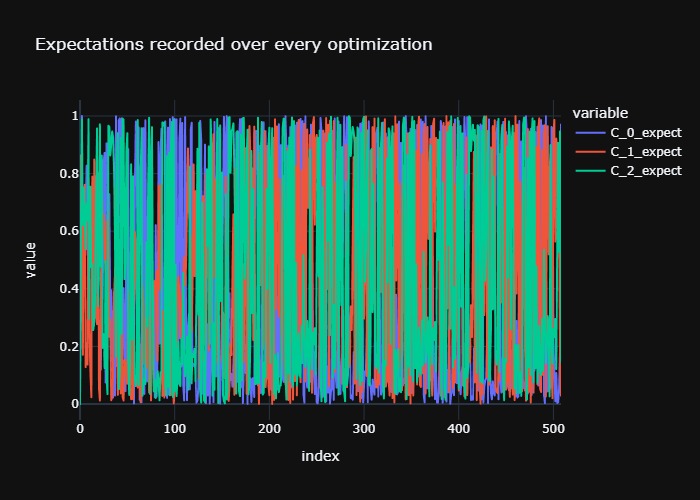 Expectations recorded over every optimization
variable
C_0_expect
C_1_expect
C_2_expect
1
0.8
0.6
0.4
0.2
0
value
0 100 200 300 400 500
index